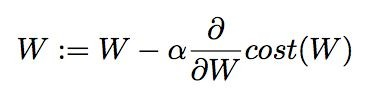 W := W − α ∂/∂W cost(W)